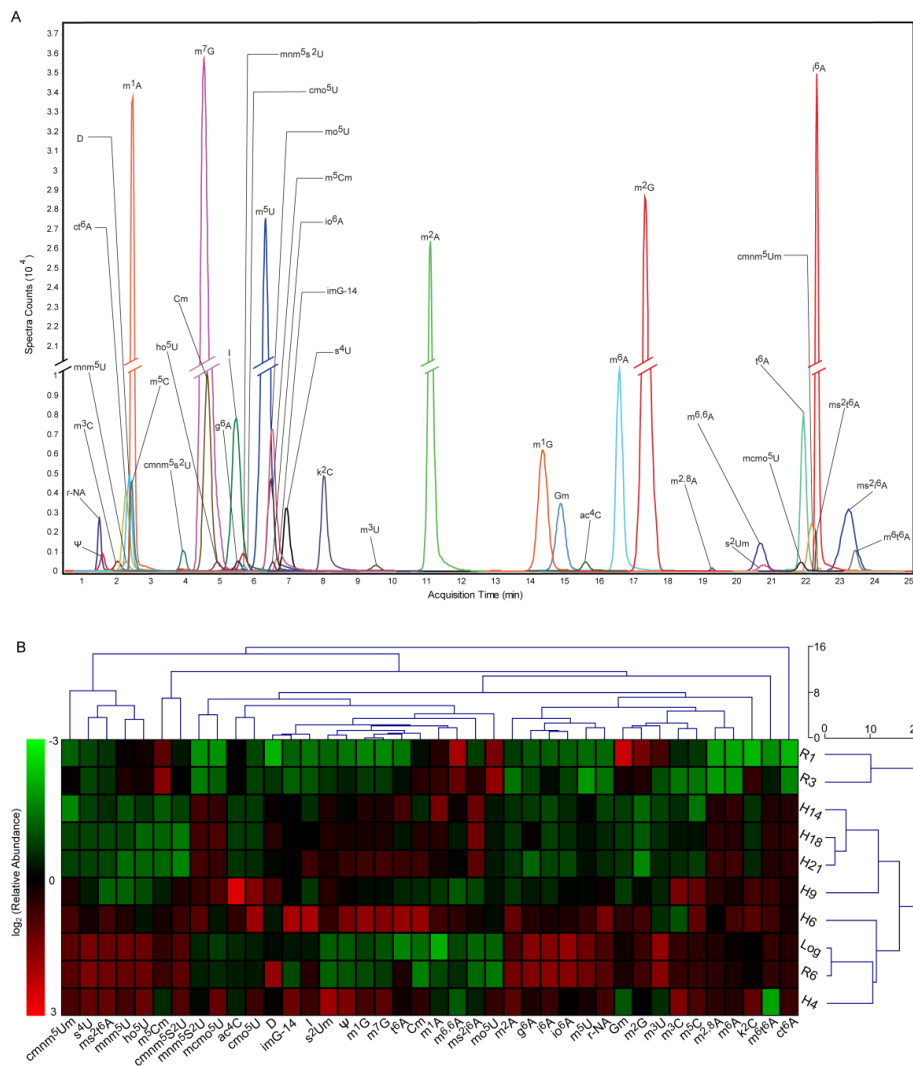 A
3.7
3.6
3.5
3.4
3.3
3.2
3.1
3
2.9
2.8
2.7
2.6
2.5
2.4
2.3
2.2
2.1
2
1
0.9
0.8
0.7
0.6
0.5
0.4
0.3
0.2
0.1
0
Spectra Counts (10⁴)
m⁷G
mnm⁵s²U
i⁶A
m¹A
cmo⁵U
D
mo⁵U
m⁵Cm
m²G
m⁵U
ct⁶A
io⁶A
m²A
cmnm⁵Um
imG-14
Cm
ho⁵U
I
s⁴U
mnm⁵U
m⁵C
m⁶A
t⁶A
m³C
g⁶A
m⁶,⁶A
ms²t⁶A
mcmo⁵U
m¹G
cmnm⁵s²U
k²C
r-NA
m²,⁸A
ms²i⁶A
Gm
ac⁴C
m³U
s²Um
m⁶t⁶A
Ψ
1 2 3 4 5 6 7 8 9 10 11 12 13 14 15 16 17 18 19 20 21 22 23 24 25
Acquisition Time (min)
B
16
8
0
0 10
-3
0
3
log₂ (Relative Abundance)
R1
R3
H14
H18
H21
H9
H6
Log
R6
H4
cmnm⁵Um s⁴U ms²t⁶A mnm⁵U ho⁵U m⁵Cm cmnm⁵S²U mnm⁵S²U mcmo⁵U ac⁴C cmo⁵U D imG-14 s²Um Ψ m¹G m⁷G t⁶A Cm m¹A m⁶,⁶A ms²i⁶A mo⁵U m²A g⁶A i⁶A io⁶A m⁵U r-NA Gm m²G m³U m³C m⁵C m²,⁸A m⁶A k²C m⁶t⁶A ct⁶A